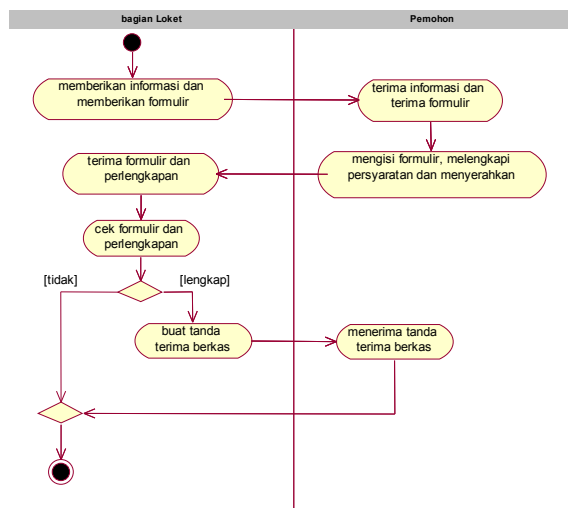 bagian Loket
Pemohon
memberikan informasi dan
memberikan formulir
terima informasi dan
terima formulir
terima formulir dan
perlengkapan
mengisi formulir, melengkapi
persyaratan dan menyerahkan
cek formulir dan
perlengkapan
[tidak]
[lengkap]
buat tanda
terima berkas
menerima tanda
terima berkas